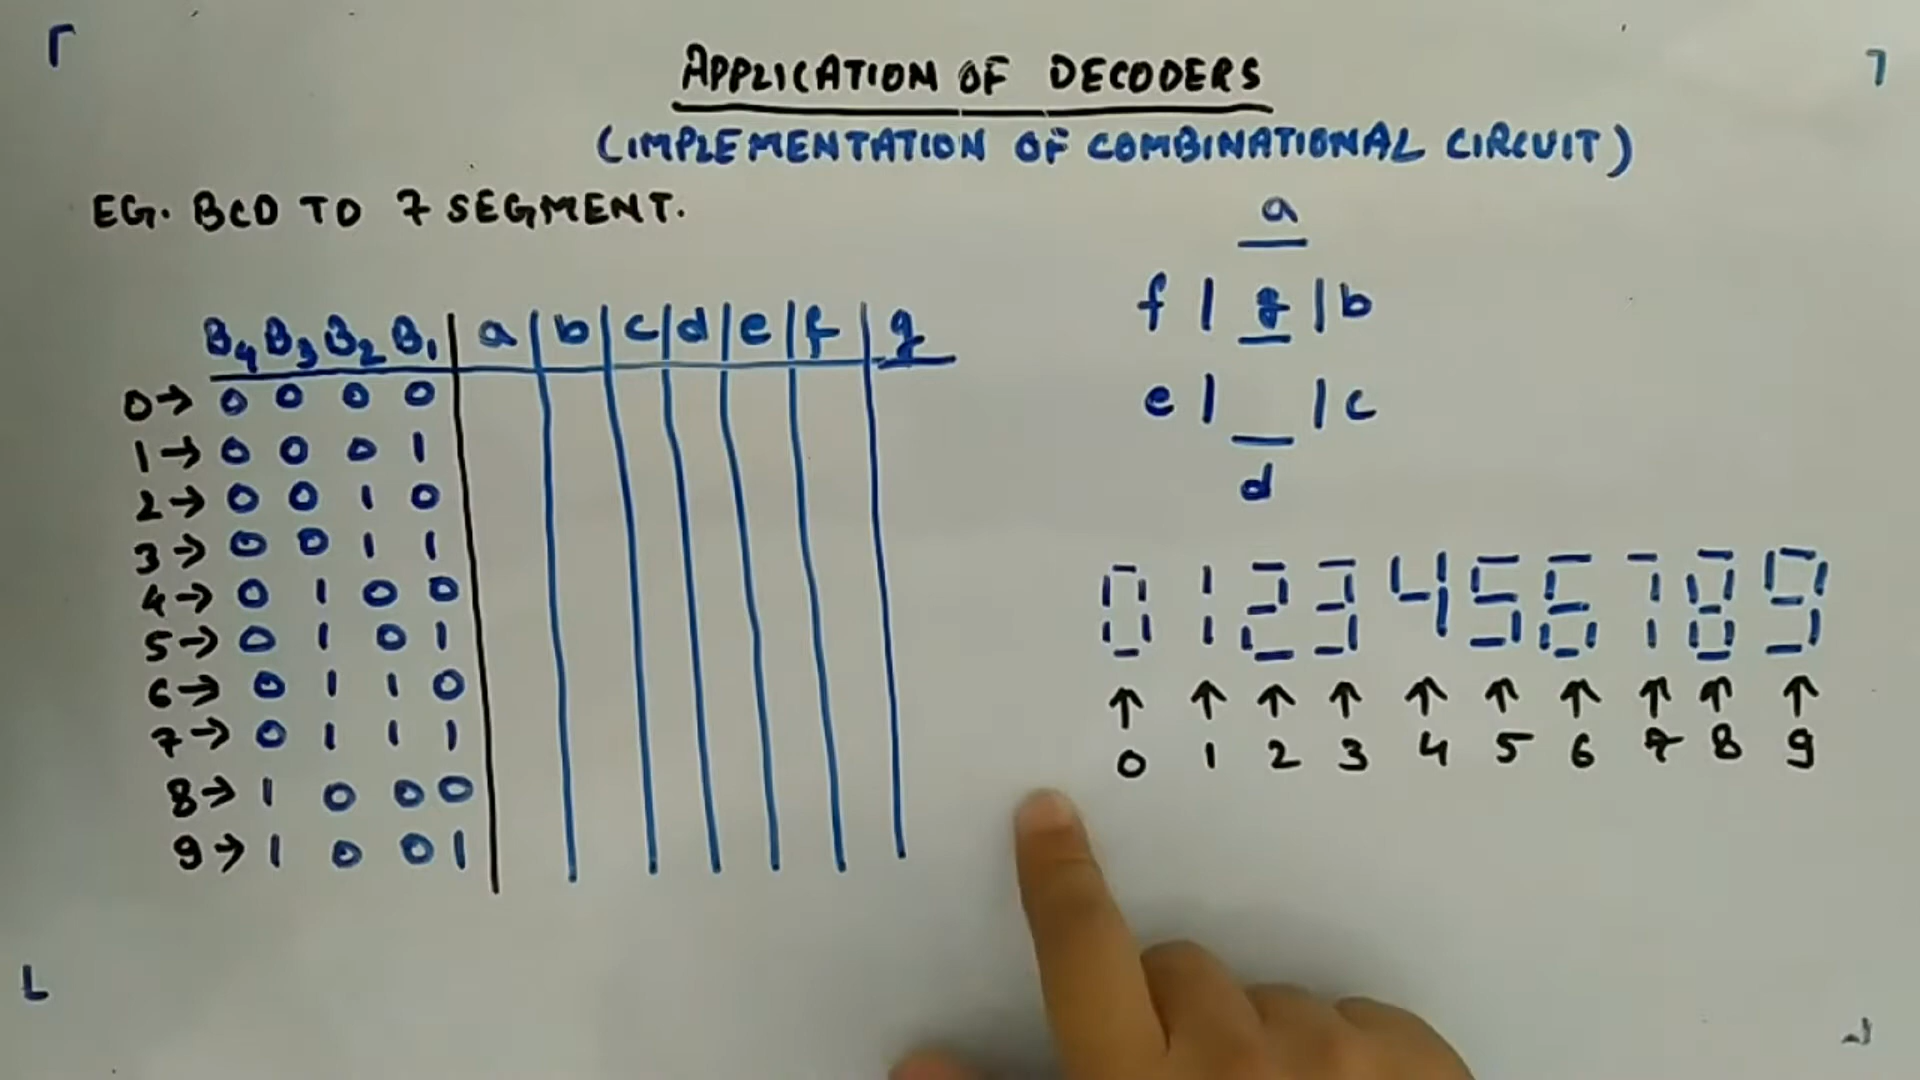 APPLICATION OF DECODERS
(IMPLEMENTATION OF COMBINATIONAL CIRCUIT)
EG. BCD TO 7 SEGMENT.
B4 B3 B2 B1 a b c d e f g
0→ 0 0 0 0
1→ 0 0 0 1
2→ 0 0 1 0
3→ 0 0 1 1
4→ 0 1 0 0
5→ 0 1 0 1
6→ 0 1 1 0
7→ 0 1 1 1
8→ 1 0 0 0
9→ 1 0 0 1
a
f g b
e c
d
0 1 2 3 4 5 6 7 8 9
↑ ↑ ↑ ↑ ↑ ↑ ↑ ↑ ↑ ↑
0 1 2 3 4 5 6 7 8 9